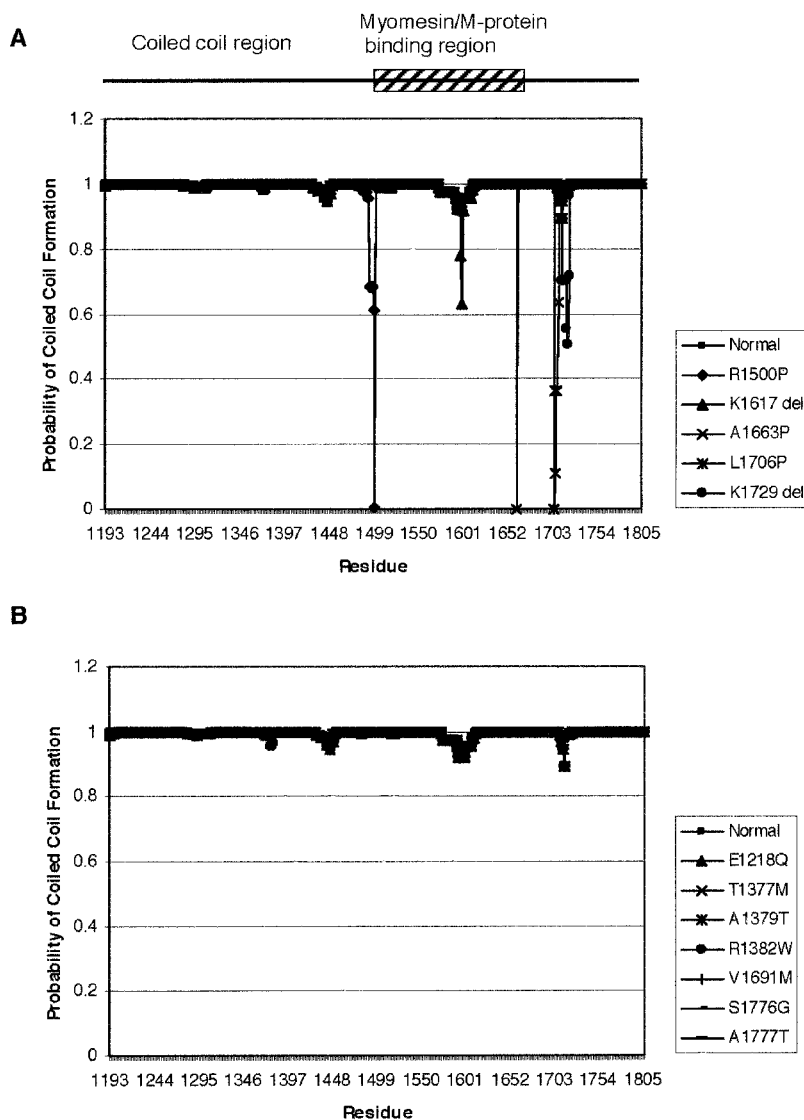 A
Coiled coil region
Myomesin/M-protein
binding region
Probability of Coiled Coil Formation
1.2
1
0.8
0.6
0.4
0.2
0
1193 1244 1295 1346 1397 1448 1499 1550 1601 1652 1703 1754 1805
Residue
Normal
R1500P
K1617 del
A1663P
L1706P
K1729 del
B
Probability of Coiled Coil Formation
1.2
1
0.8
0.6
0.4
0.2
0
1193 1244 1295 1346 1397 1448 1499 1550 1601 1652 1703 1754 1805
Residue
Normal
E1218Q
T1377M
A1379T
R1382W
V1691M
S1776G
A1777T